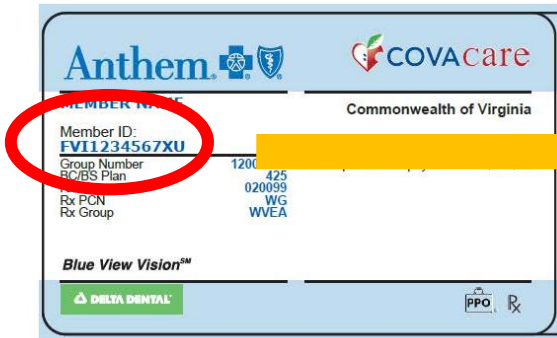 Anthem.
COVACARE
MEMBER NAME
Commonwealth of Virginia
Member ID:
FVI1234567XU
Group Number 1200
BC/BS Plan 425
020099
Rx PCN WG
Rx Group WVEA
Blue View Vision℠
DELTA DENTAL
PPO
Rx